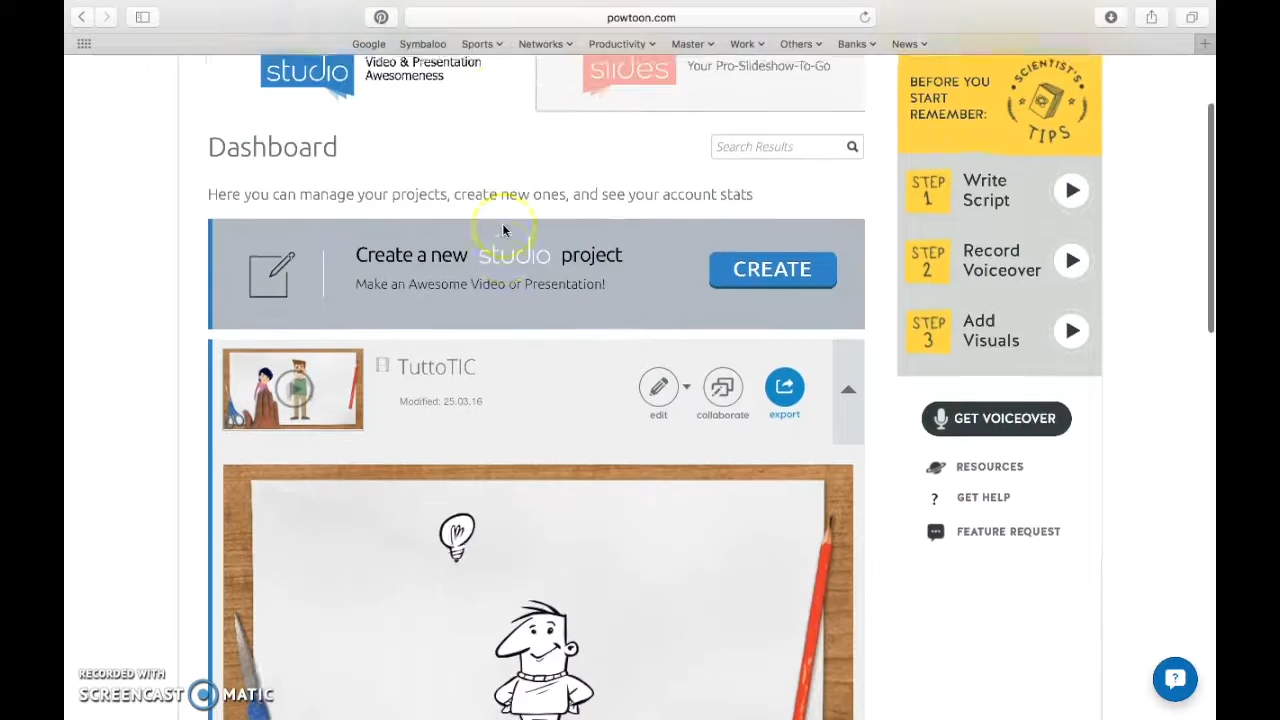 powtoon.com
Google Symbaloo Sports Networks Productivity Master Work Others Banks News
studio
Video & Presentation
Awesomeness
slides
Your Pro-Slideshow-To-Go
Dashboard
Search Results
Here you can manage your projects, create new ones, and see your account stats
Create a new studio project
Make an Awesome Video or Presentation!
CREATE
TuttoTIC
Modified: 25.03.16
edit
collaborate
export
BEFORE YOU
START
REMEMBER:
SCIENTIST'S
TIPS
STEP
1
Write
Script
STEP
2
Record
Voiceover
STEP
3
Add
Visuals
GET VOICEOVER
RESOURCES
? GET HELP
FEATURE REQUEST
?
RECORDED WITH
SCREENCAST MATIC